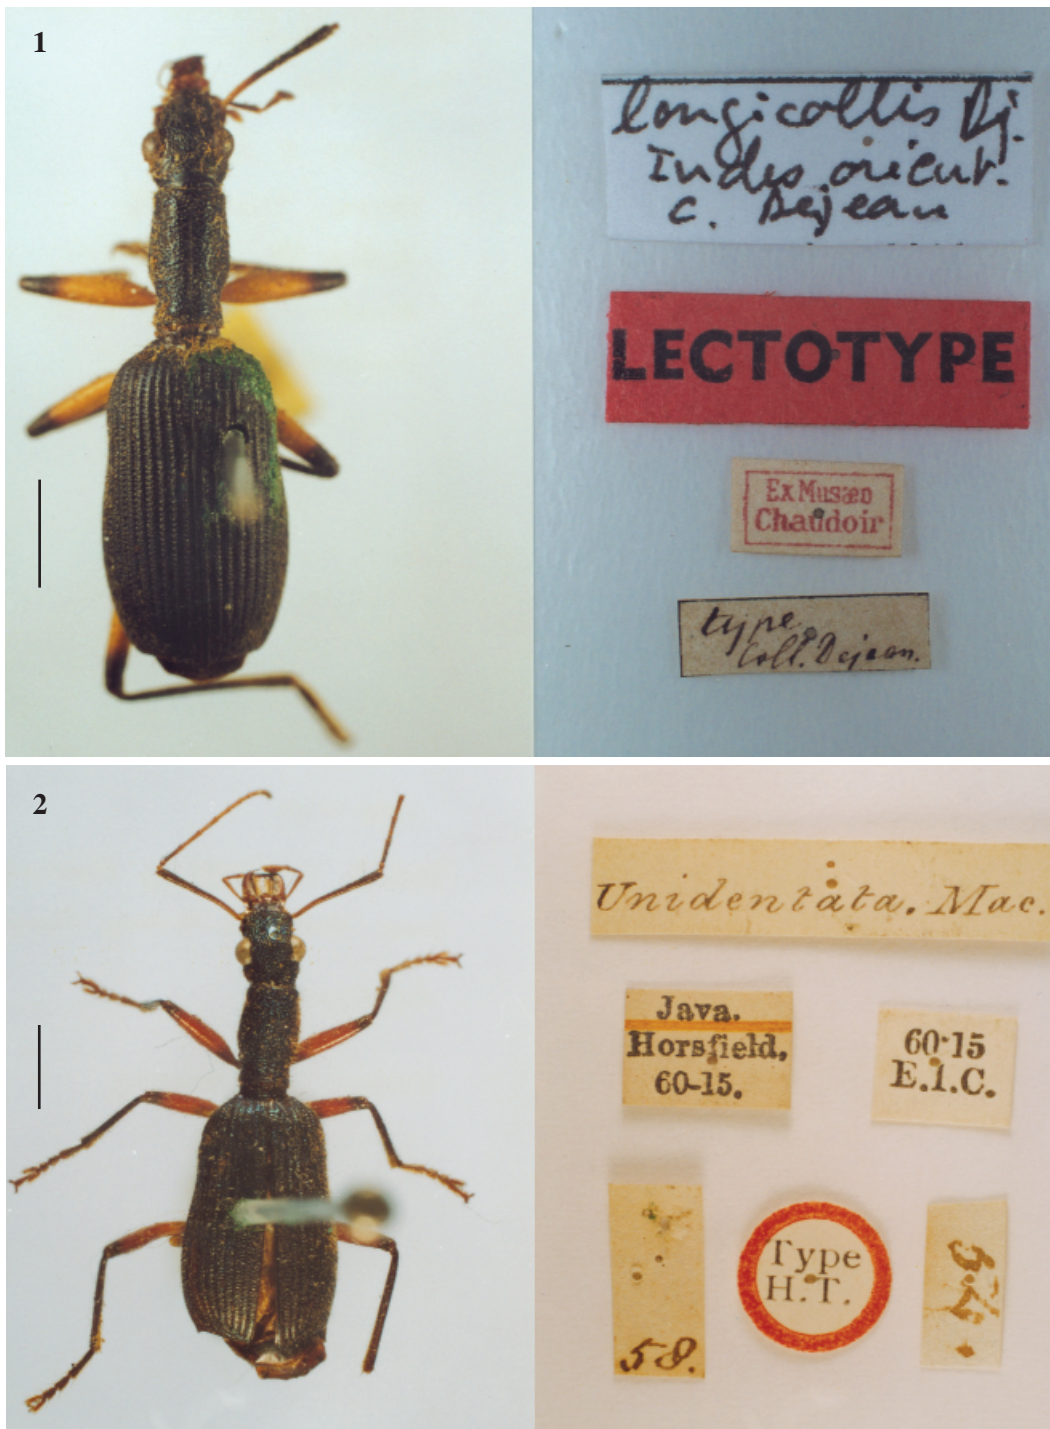 1
longicollis Dj.
Indes orient.
C. Dejean
LECTOTYPE
Ex Musæo
Chaudoir
type
Coll. Dejean.
2
Unidentata. Mac.
Java.
Horsfield.
60-15.
60·15
E.I.C.
58.
Type
H.T.